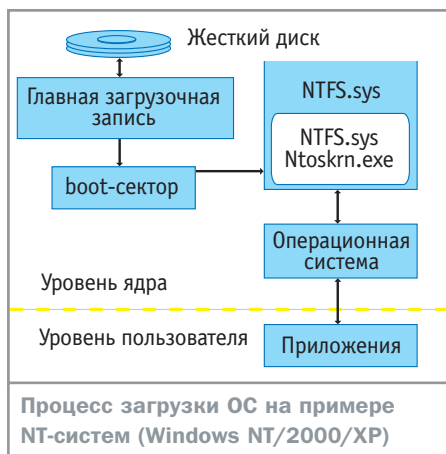 Жесткий диск
Главная загрузочная
запись
boot-сектор
NTFS.sys
NTFS.sys
Ntoskrn.exe
Операционная
система
Уровень ядра
Уровень пользователя
Приложения
Процесс загрузки ОС на примере
NT-систем (Windows NT/2000/XP)